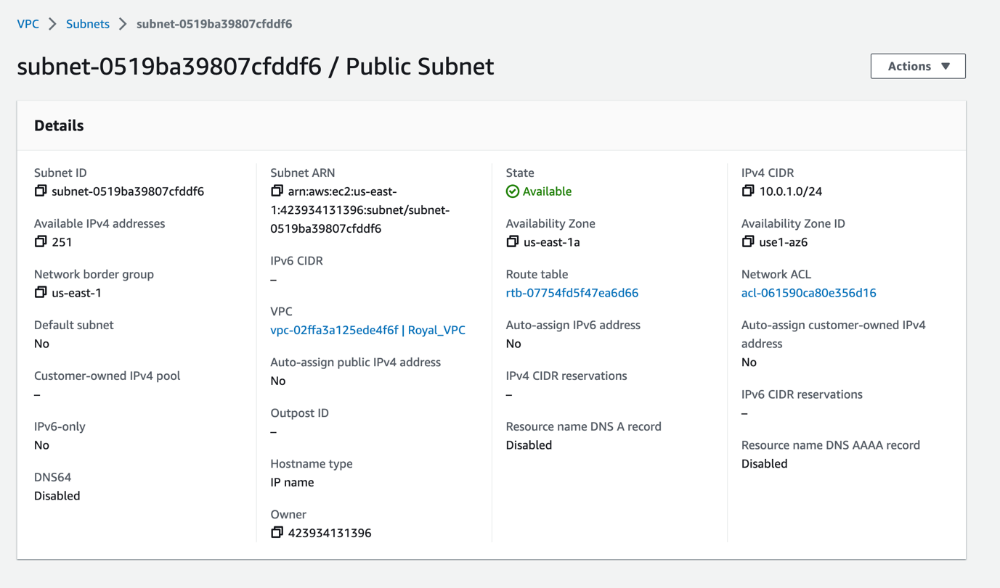 VPC > Subnets > subnet-0519ba39807cfddf6
subnet-0519ba39807cfddf6 / Public Subnet
Actions
Details
Subnet ID
subnet-0519ba39807cfddf6
Available IPv4 addresses
251
Network border group
us-east-1
Default subnet
No
Customer-owned IPv4 pool
–
IPv6-only
No
DNS64
Disabled
Subnet ARN
arn:aws:ec2:us-east-
1:423934131396:subnet/subnet-
0519ba39807cfddf6
IPv6 CIDR
–
VPC
vpc-02ffa3a125ede4f6f | Royal_VPC
Auto-assign public IPv4 address
No
Outpost ID
–
Hostname type
IP name
Owner
423934131396
State
Available
Availability Zone
us-east-1a
Route table
rtb-07754fd5f47ea6d66
Auto-assign IPv6 address
No
IPv4 CIDR reservations
–
Resource name DNS A record
Disabled
IPv4 CIDR
10.0.1.0/24
Availability Zone ID
use1-az6
Network ACL
acl-061590ca80e356d16
Auto-assign customer-owned IPv4
address
No
IPv6 CIDR reservations
–
Resource name DNS AAAA record
Disabled